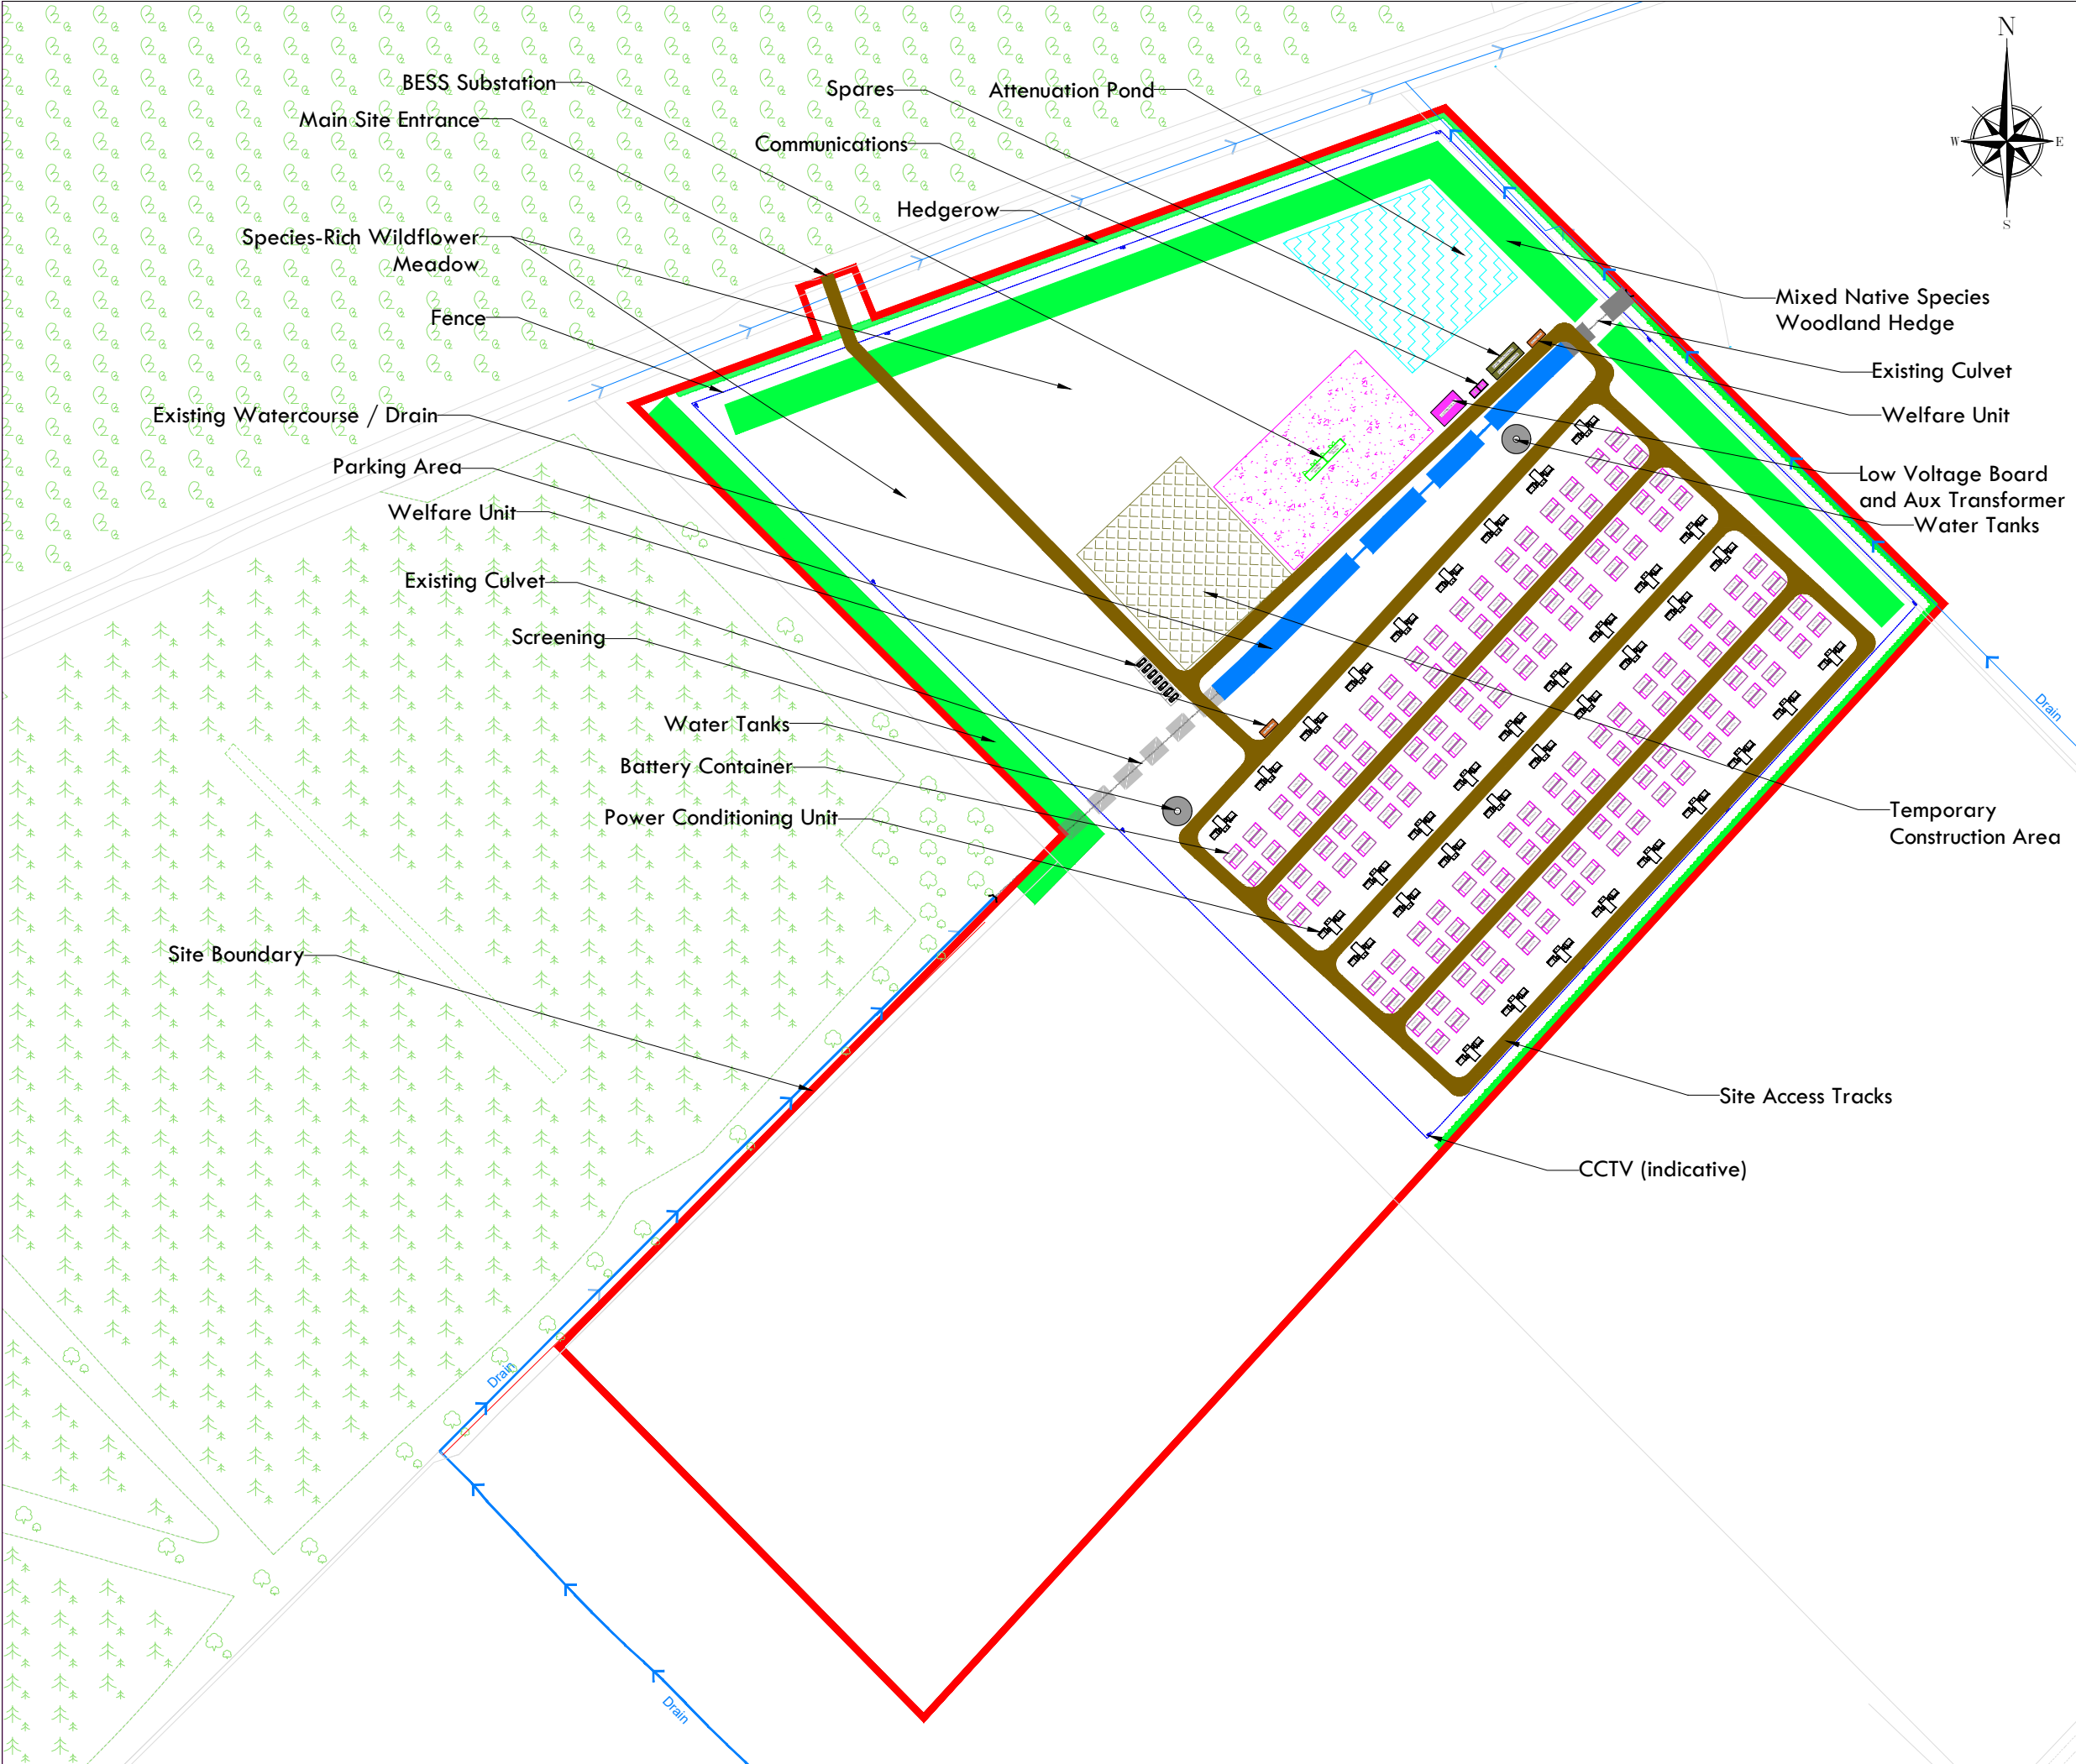 N
W
E
S
BESS Substation
Spares
Attenuation Pond
Main Site Entrance
Communications
Hedgerow
Species-Rich Wildflower
Meadow
Mixed Native Species
Woodland Hedge
Fence
Existing Culvet
Existing Watercourse / Drain
Welfare Unit
Parking Area
Low Voltage Board
and Aux Transformer
Welfare Unit
Water Tanks
Existing Culvet
Screening
Drain
Water Tanks
Battery Container
Power Conditioning Unit
Temporary
Construction Area
Site Boundary
Site Access Tracks
CCTV (indicative)
Drain
Drain